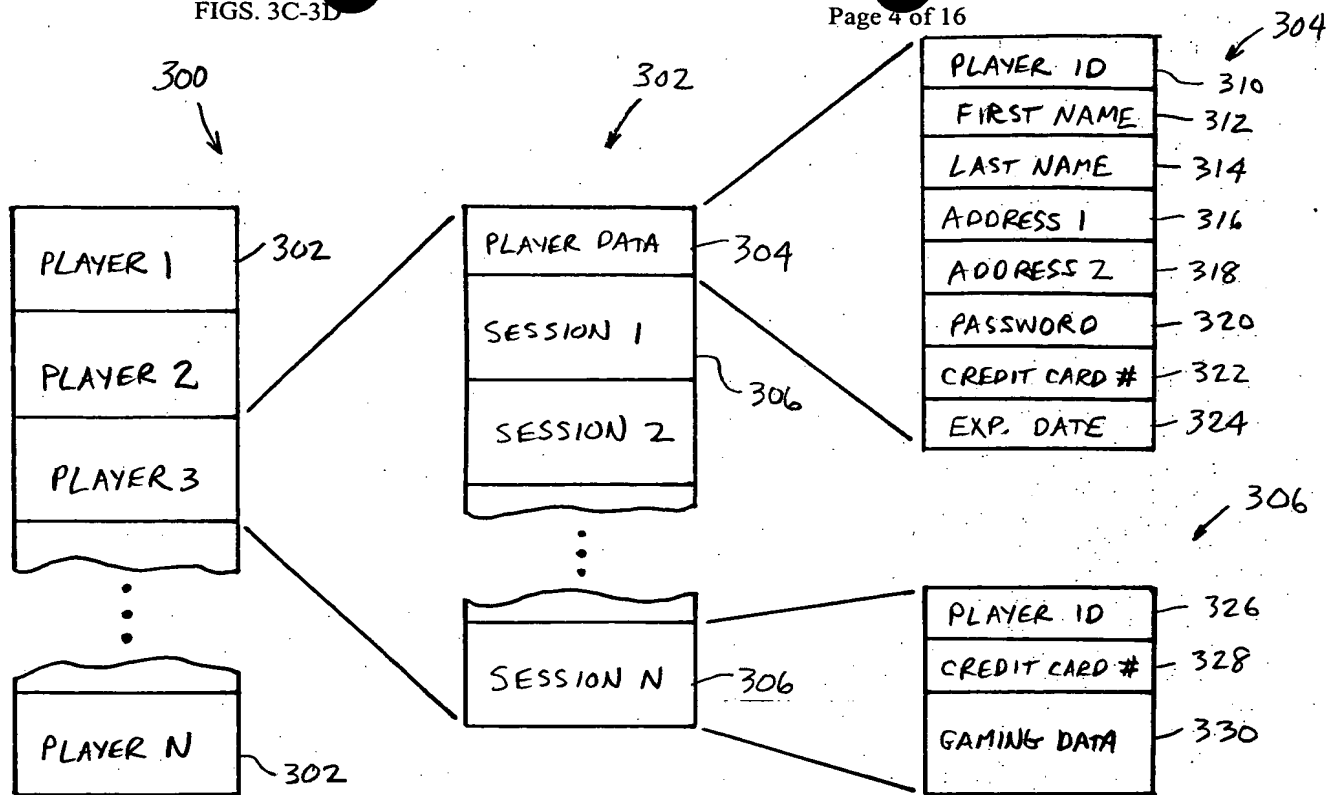 FIGS. 3C-3D
Page 4 of 16
300
PLAYER 1
302
PLAYER 2
PLAYER 3
PLAYER N
302
302
PLAYER DATA
304
SESSION 1
306
SESSION 2
SESSION N
306
304
PLAYER ID
310
FIRST NAME
312
LAST NAME
314
ADDRESS 1
316
ADDRESS 2
318
PASSWORD
320
CREDIT CARD #
322
EXP. DATE
324
306
PLAYER ID
326
CREDIT CARD #
328
GAMING DATA
330